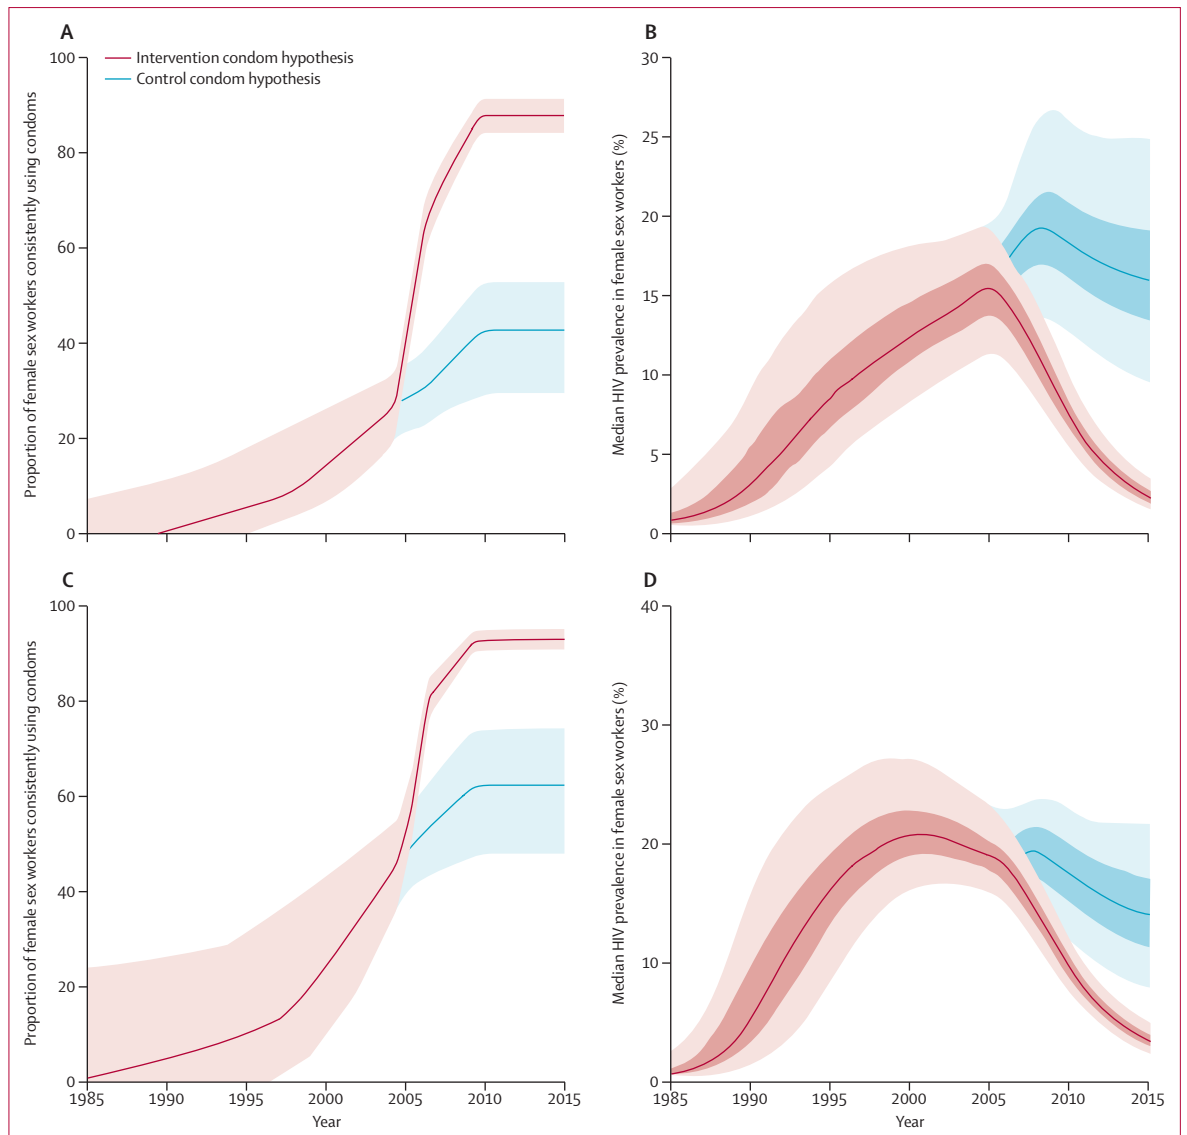 A
Intervention condom hypothesis
Control condom hypothesis
Proportion of female sex workers consistently using condoms
100
80
60
40
20
0
B
Median HIV prevalence in female sex workers (%)
30
25
20
15
10
5
0
C
Proportion of female sex workers consistently using condoms
100
80
60
40
20
0
1985 1990 1995 2000 2005 2010 2015
Year
D
Median HIV prevalence in female sex workers (%)
40
30
20
10
0
1985 1990 1995 2000 2005 2010 2015
Year